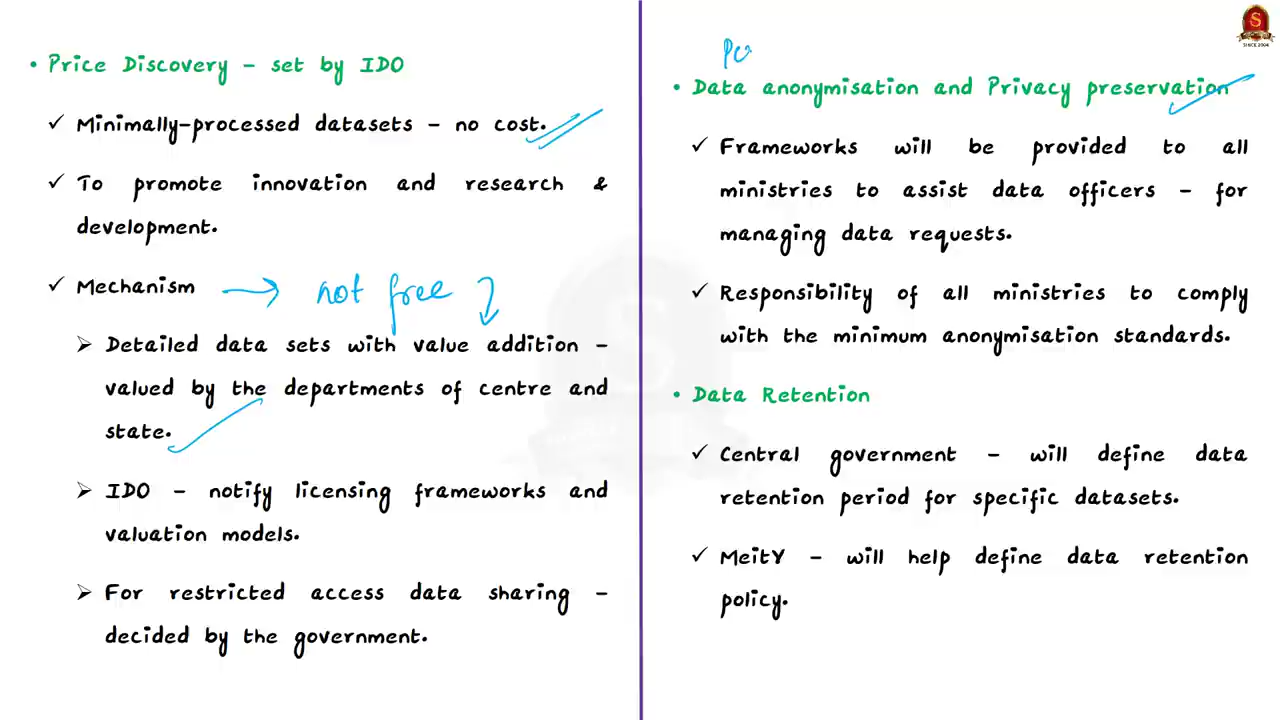 • Price Discovery - set by IDO
✓ Minimally-processed datasets - no cost.
✓ To promote innovation and research &
development.
✓ Mechanism → not free
➢ Detailed data sets with value addition -
valued by the departments of centre and
state.
➢ IDO - notify licensing frameworks and
valuation models.
➢ For restricted access data sharing -
decided by the government.
• Data anonymisation and Privacy preservation
✓ Frameworks will be provided to all
ministries to assist data officers - for
managing data requests.
✓ Responsibility of all ministries to comply
with the minimum anonymisation standards.
• Data Retention
✓ Central government - will define data
retention period for specific datasets.
✓ MeitY - will help define data retention
policy.